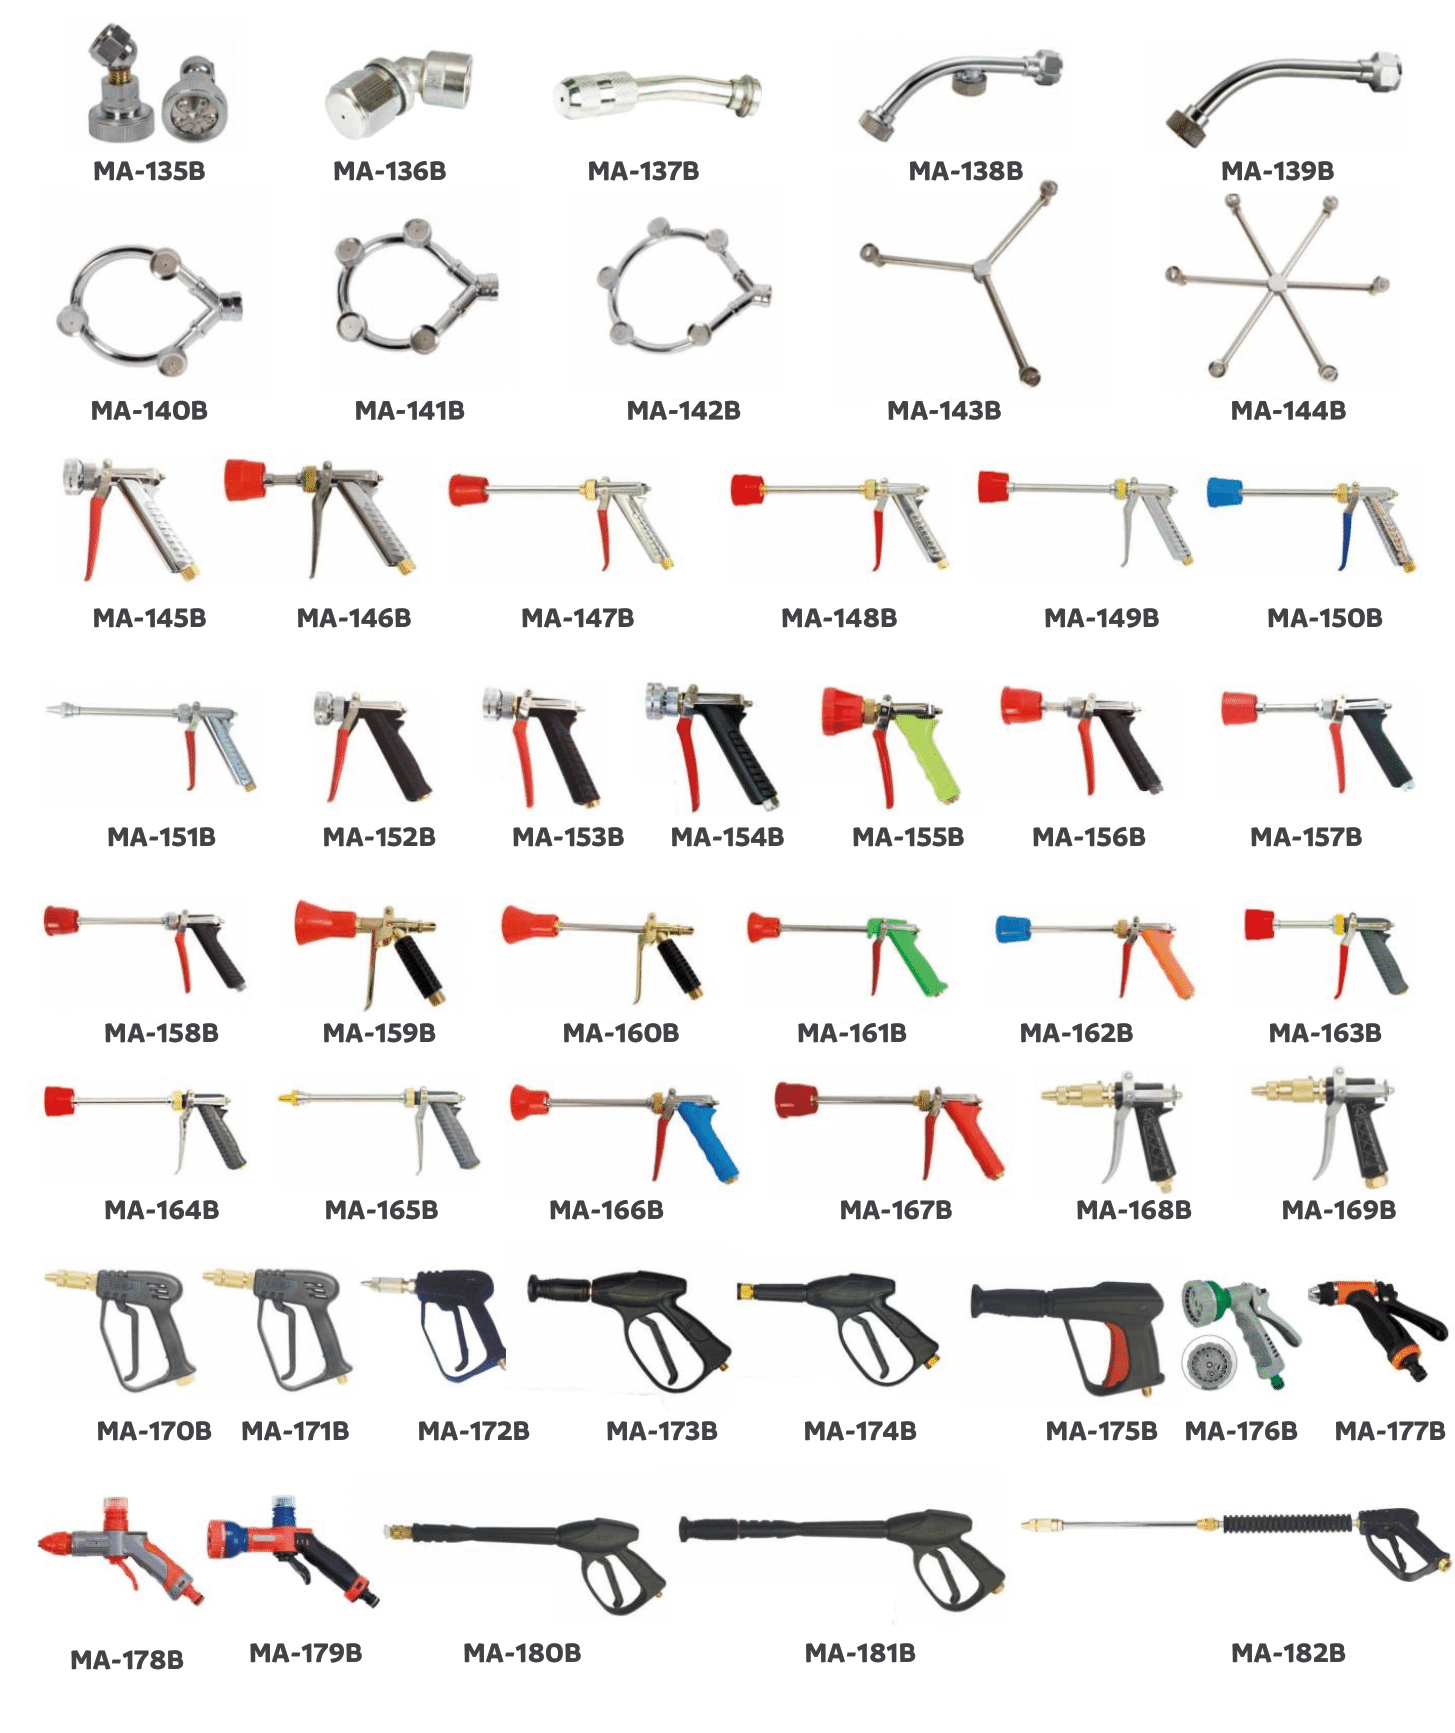 MA-135B MA-136B MA-137B MA-138B MA-139B
MA-140B MA-141B MA-142B MA-143B MA-144B
MA-145B MA-146B MA-147B MA-148B MA-149B MA-150B
MA-151B MA-152B MA-153B MA-154B MA-155B MA-156B MA-157B
MA-158B MA-159B MA-160B MA-161B MA-162B MA-163B
MA-164B MA-165B MA-166B MA-167B MA-168B MA-169B
MA-170B MA-171B MA-172B MA-173B MA-174B MA-175B MA-176B MA-177B
MA-178B MA-179B MA-180B MA-181B MA-182B